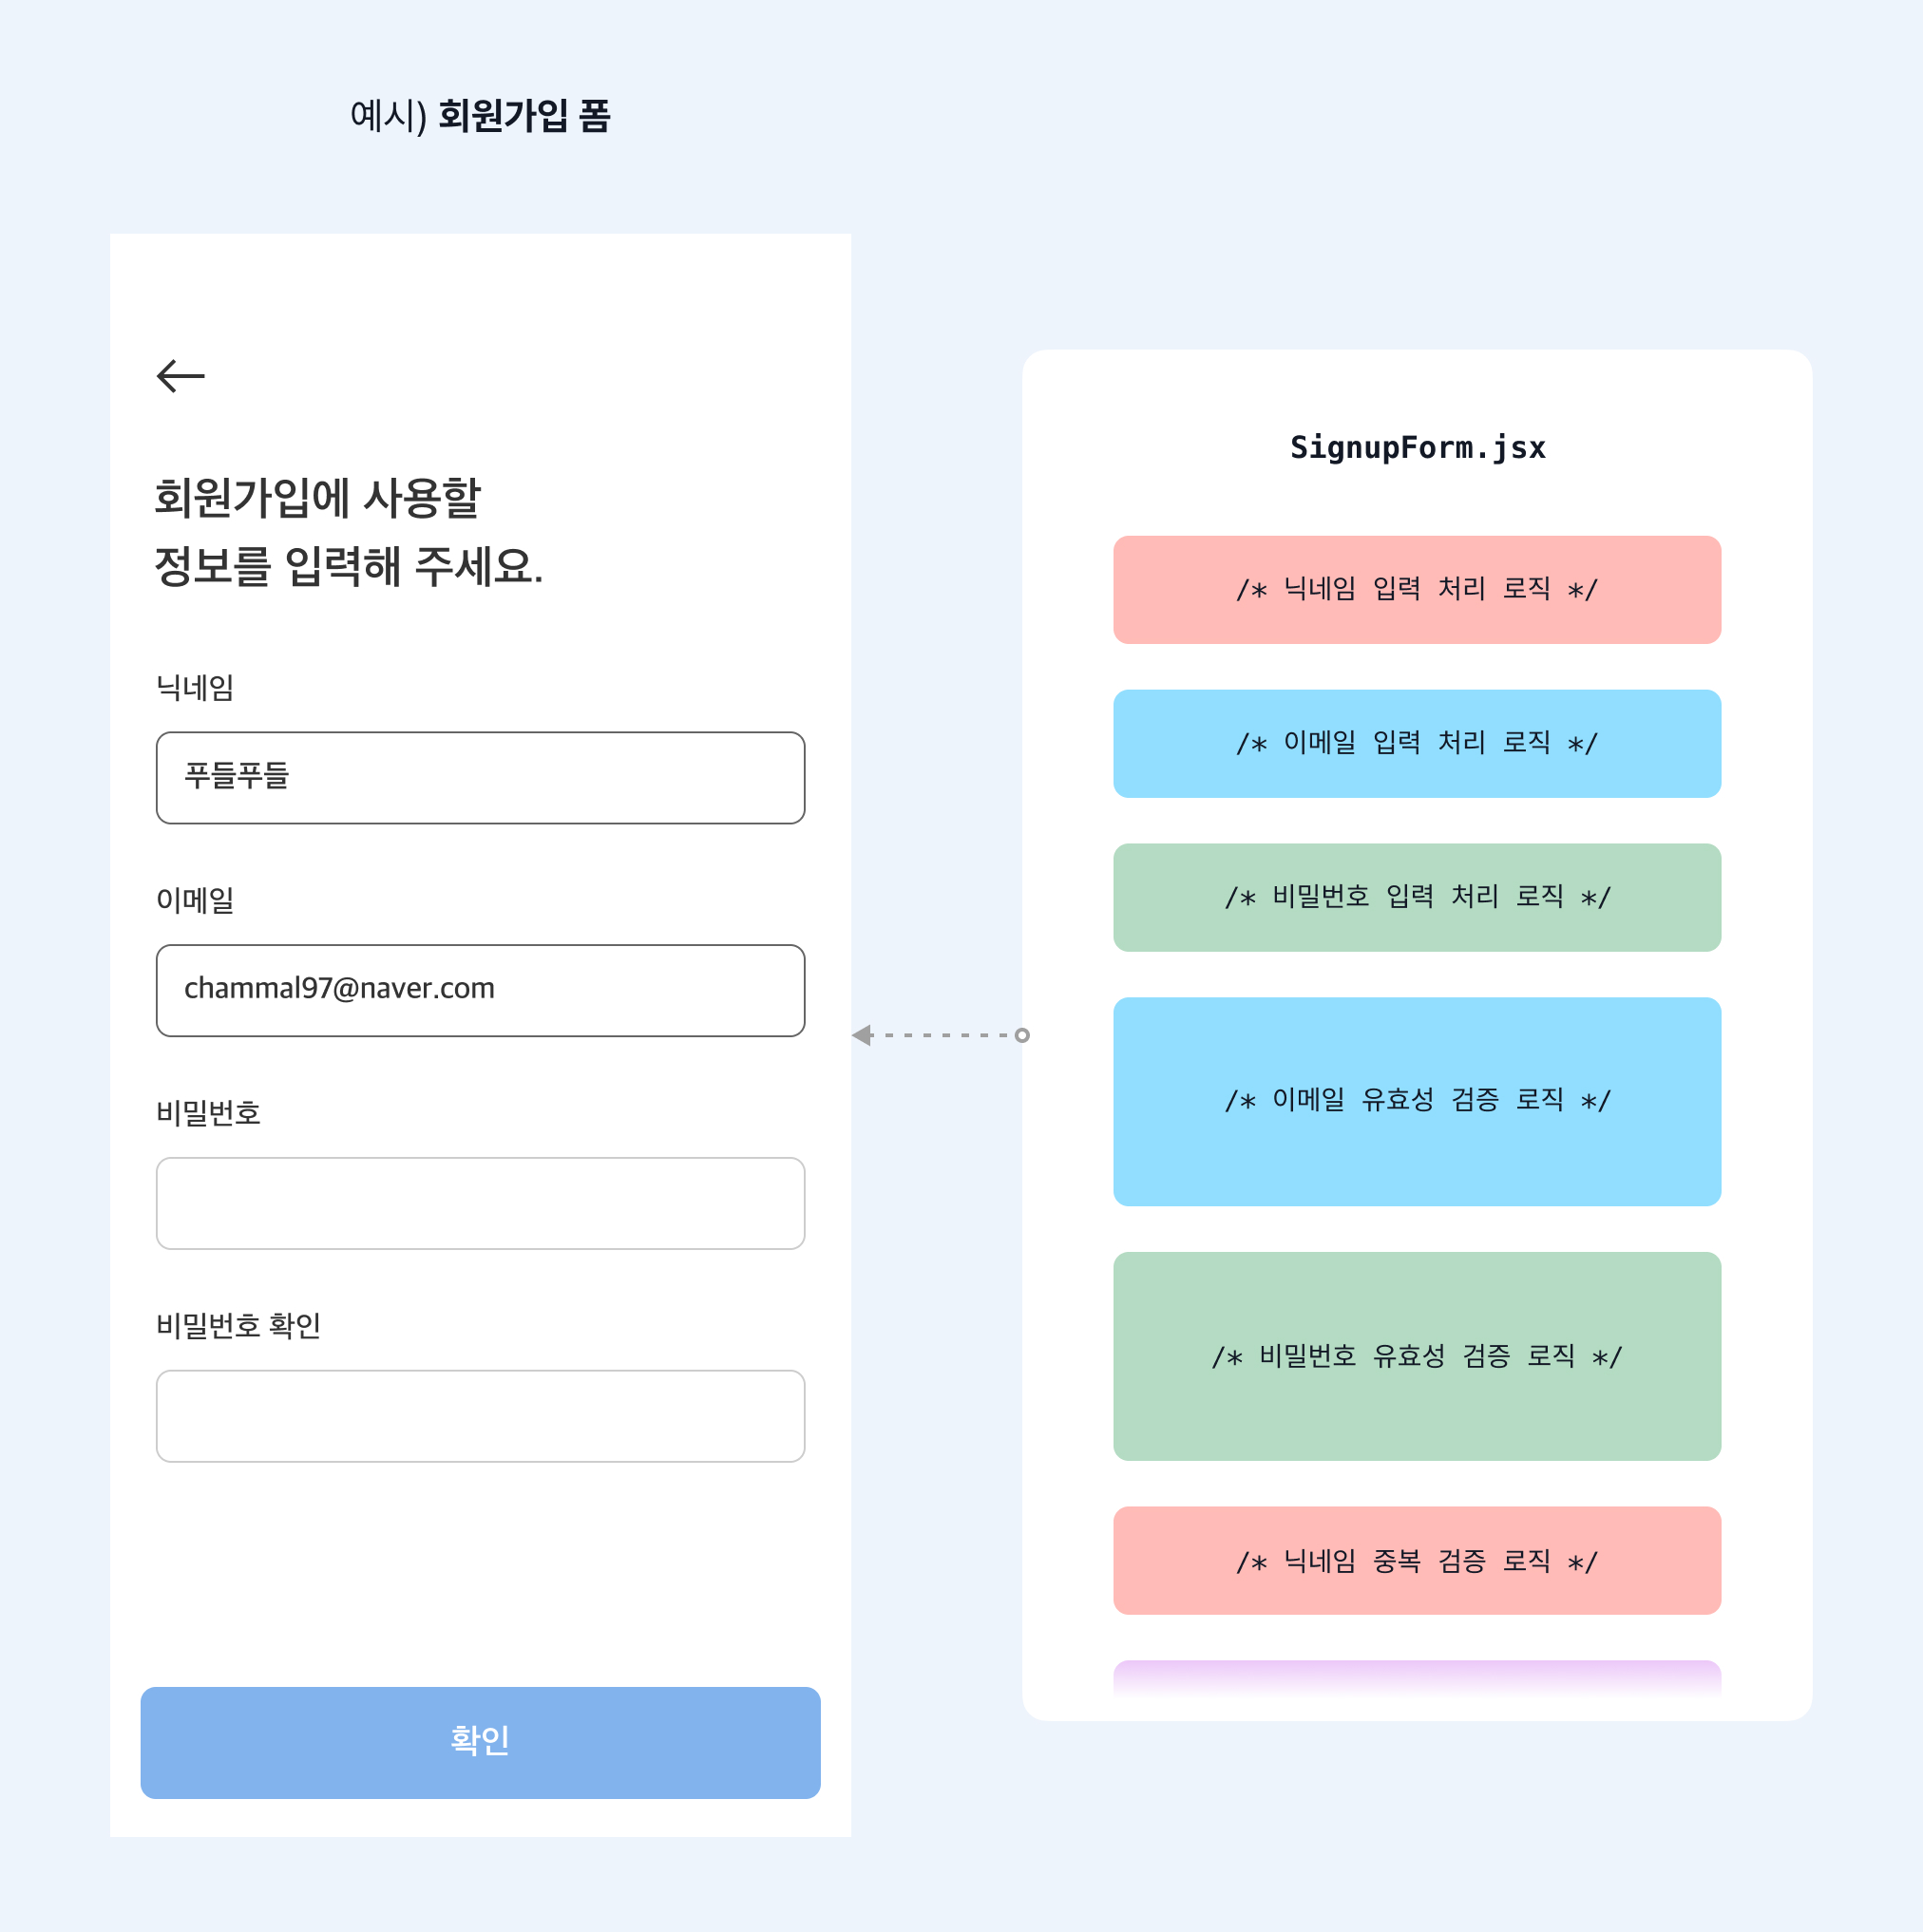 예시) 회원가입 폼
회원가입에 사용할
정보를 입력해 주세요.
닉네임
푸들푸들
이메일
chammal97@naver.com
비밀번호
비밀번호 확인
확인
SignupForm.jsx
/* 닉네임 입력 처리 로직 */
/* 이메일 입력 처리 로직 */
/* 비밀번호 입력 처리 로직 */
/* 이메일 유효성 검증 로직 */
/* 비밀번호 유효성 검증 로직 */
/* 닉네임 중복 검증 로직 */